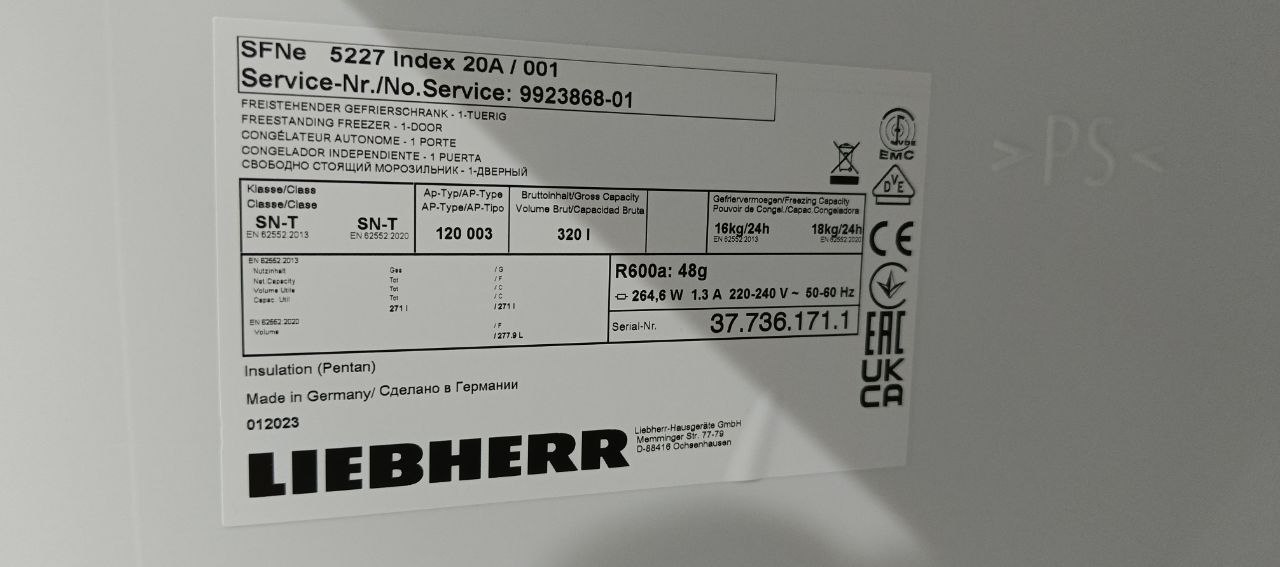 SFNe 5227 Index 20A / 001
Service-Nr./No.Service: 9923868-01
FREISTEHENDER GEFRIERSCHRANK - 1-TUERIG
FREESTANDING FREEZER - 1-DOOR
CONGÉLATEUR AUTONOME - 1 PORTE
CONGELADOR INDEPENDIENTE - 1 PUERTA
СВОБОДНО СТОЯЩИЙ МОРОЗИЛЬНИК - 1-ДВЕРНЫЙ
VDE
EMC
DVE
Klasse/Class
Classe/Clase
SN-T SN-T
EN 62552:2013 EN 62552:2020
Ap-Typ/AP-Type
AP-Type/AP-Tipo
120 003
Bruttoinhalt/Gross Capacity
Volume Brut/Capacidad Bruta
320 l
Gefriervermoegen/Freezing Capacity
Pouvoir de Congel./Capac.Congeladora
16kg/24h 18kg/24h
EN 62552:2013 EN 62552:2020
CE
EN 62552:2013
Nutzinhalt Ges /G
Net.Capacity Tot /F
Volume Utile Tot /C
Capac. Util Tot /C
271 l /271 l
EN 62552:2020
Volume /F
/277.9 L
R600a: 48g
264,6 W 1.3 A 220-240 V ~ 50-60 Hz
Serial-Nr. 37.736.171.1
EAC
UK
CA
Insulation (Pentan)
Made in Germany/ Сделано в Германии
012023
LIEBHERR
Liebherr-Hausgeräte GmbH
Memminger Str. 77-79
D-88416 Ochsenhausen
>PS<